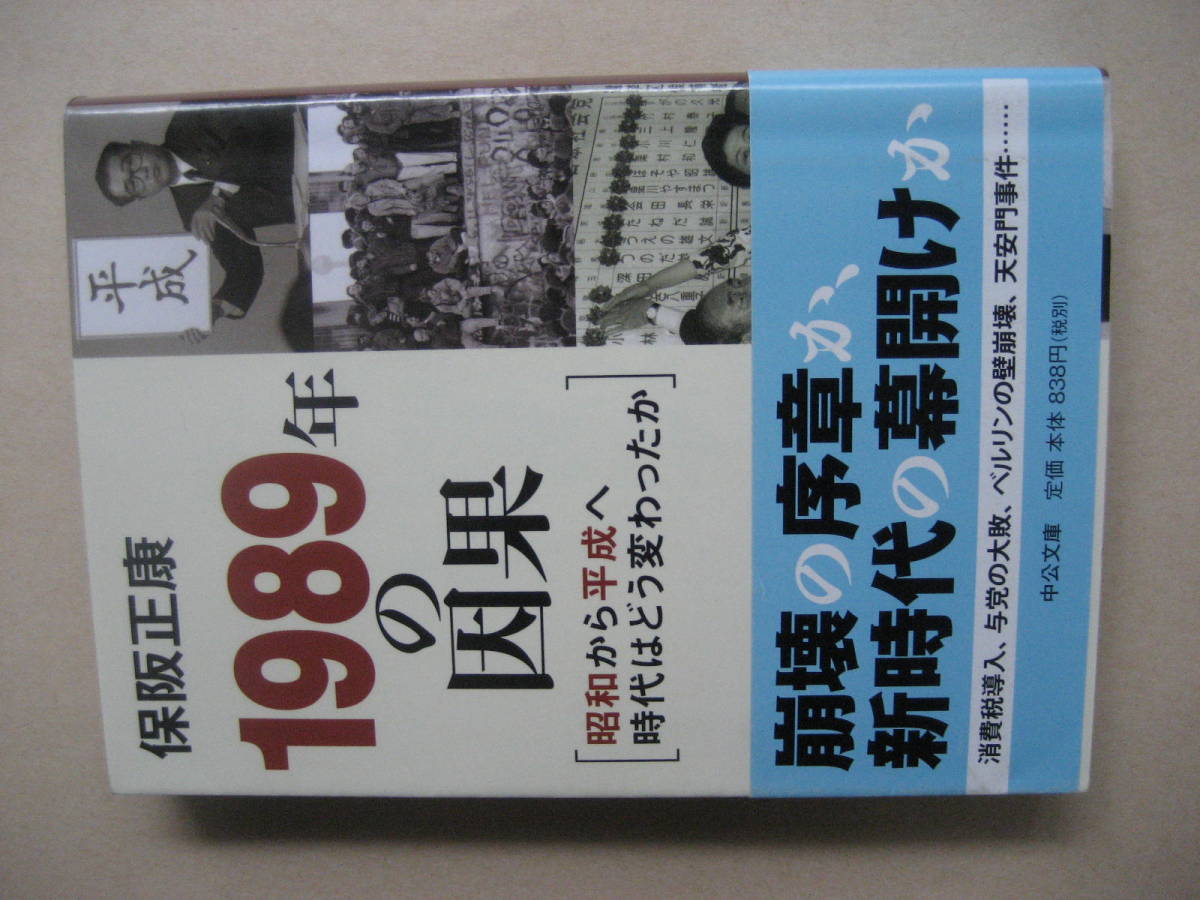 保阪正康
1989年
の
因果
昭和から平成へ
時代はどう変わったか
平成
崩壊の序章か、
新時代の幕開けか
消費税導入、与党の大敗、ベルリンの壁崩壊、天安門事件……
中公文庫 定価 本体 838円(税別)